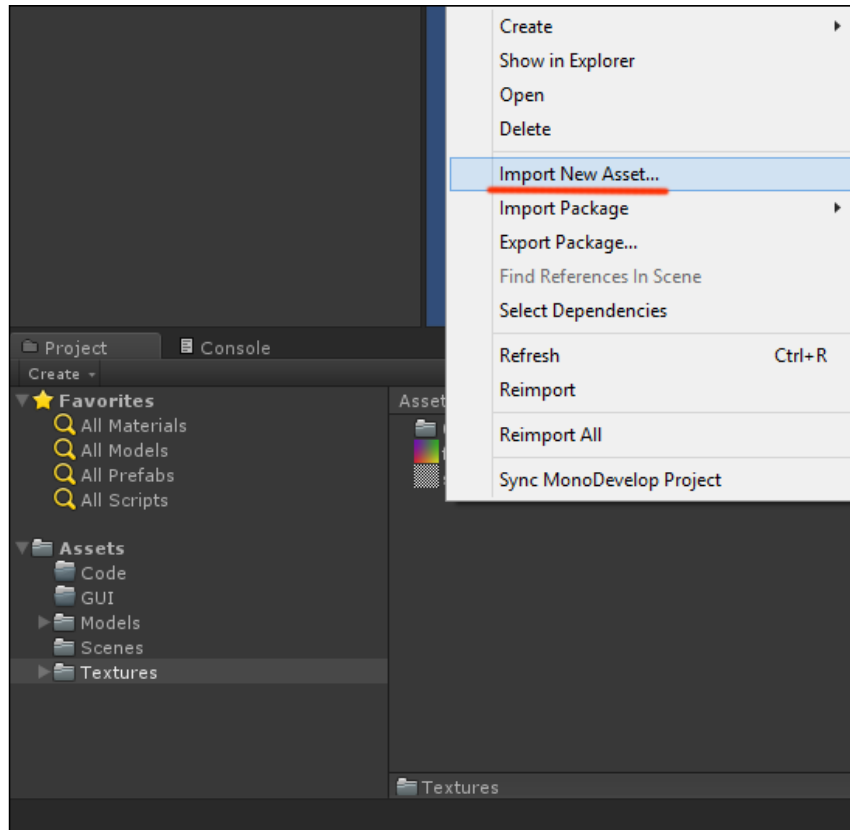 Create
Show in Explorer
Open
Delete
Import New Asset...
Import Package
Export Package...
Find References In Scene
Select Dependencies
Refresh Ctrl+R
Reimport
Reimport All
Sync MonoDevelop Project
Project Console
Create
Favorites
All Materials
All Models
All Prefabs
All Scripts
Assets
Code
GUI
Models
Scenes
Textures
Asset
Textures